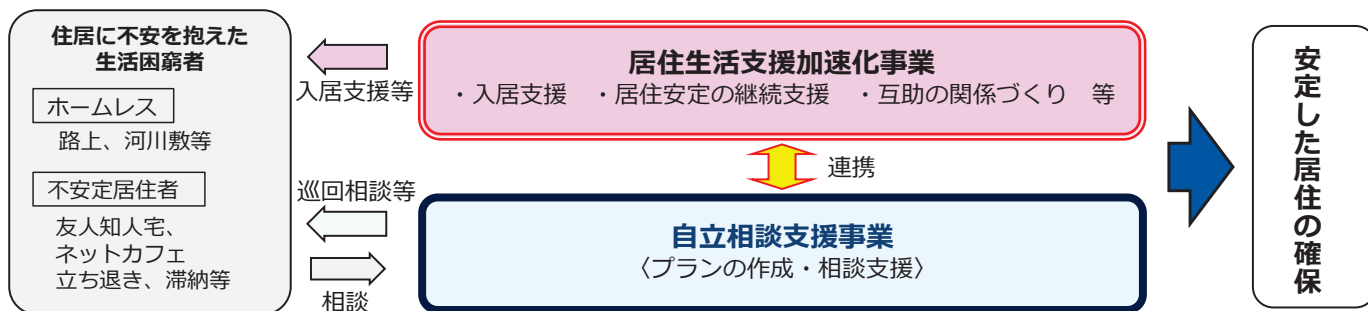 住居に不安を抱えた
生活困窮者
ホームレス
路上、河川敷等
不安定居住者
友人知人宅、
ネットカフェ
立ち退き、滞納等
入居支援等
巡回相談等
相談
居住生活支援加速化事業
・入居支援　・居住安定の継続支援　・互助の関係づくり　等
連携
自立相談支援事業
〈プランの作成・相談支援〉
安定した居住の確保